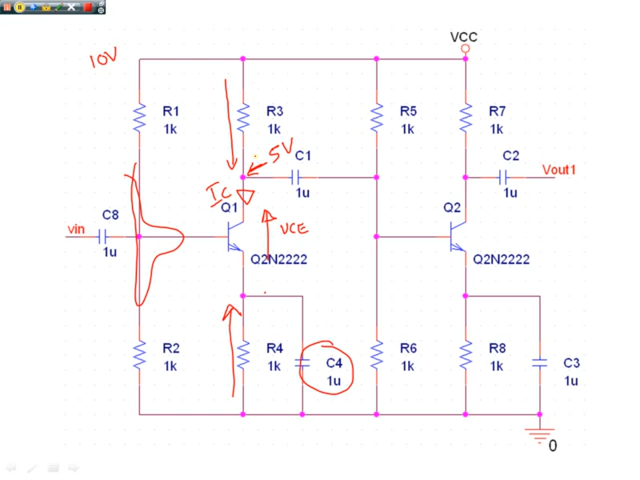 VCC
10V
R1
1k
R3
1k
R5
1k
R7
1k
5V
C1
1u
C2
1u
Vout1
IC
Q1
Q2N2222
VCE
Q2
Q2N2222
vin
C8
1u
R2
1k
R4
1k
C4
1u
R6
1k
R8
1k
C3
1u
0